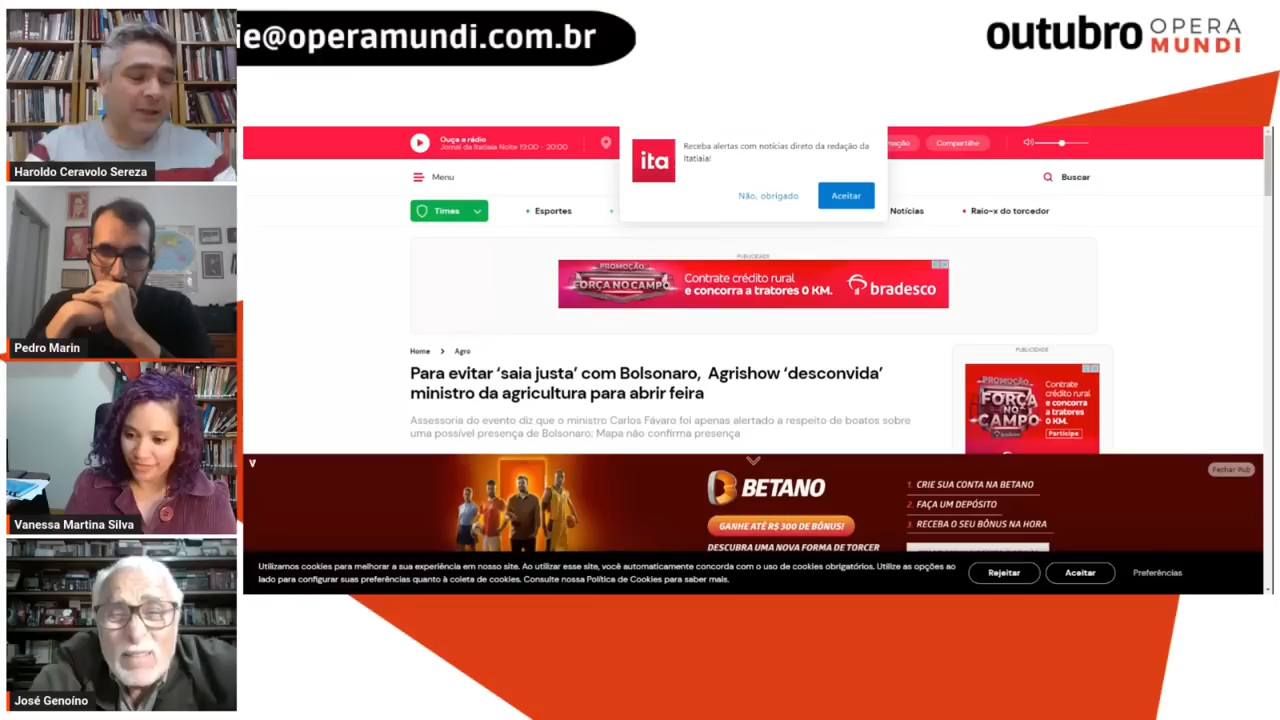 ie@operamundi.com.br
outubro OPERA
MUNDI
Haroldo Ceravolo Sereza
Pedro Marin
Vanessa Martina Silva
José Genoíno
Ouça a rádio
Jornal da Itatiaia Noite 19:00 - 20:00
Compartilhe
ita
Receba alertas com notícias direto da redação da
Itatiaia!
Não, obrigado
Aceitar
Menu
Buscar
Times
Esportes
Notícias
Raio-x do torcedor
PUBLICIDADE
PROMOÇÃO
FORÇA NO CAMPO
Contrate crédito rural
e concorra a tratores 0 KM.
bradesco
Home > Agro
Para evitar ‘saia justa’ com Bolsonaro, Agrishow ‘desconvida’
ministro da agricultura para abrir feira
Assessoria do evento diz que o ministro Carlos Fávaro foi apenas alertado a respeito de boatos sobre
uma possível presença de Bolsonaro; Mapa não confirma presença
PUBLICIDADE
PROMOÇÃO
FORÇA
NO
CAMPO
Contrate
crédito rural
e concorra
a tratores
0 KM.
Participe
V
Fechar Pub
BETANO
GANHE ATÉ R$ 300 DE BÔNUS!
DESCUBRA UMA NOVA FORMA DE TORCER
1. CRIE SUA CONTA NA BETANO
2. FAÇA UM DEPÓSITO
3. RECEBA O SEU BÔNUS NA HORA
Utilizamos cookies para melhorar a sua experiência em nosso site. Ao utilizar esse site, você automaticamente concorda com o uso de cookies obrigatórios. Utilize as opções ao
lado para configurar suas preferências quanto à coleta de cookies. Consulte nossa Política de Cookies para saber mais.
Rejeitar
Aceitar
Preferências